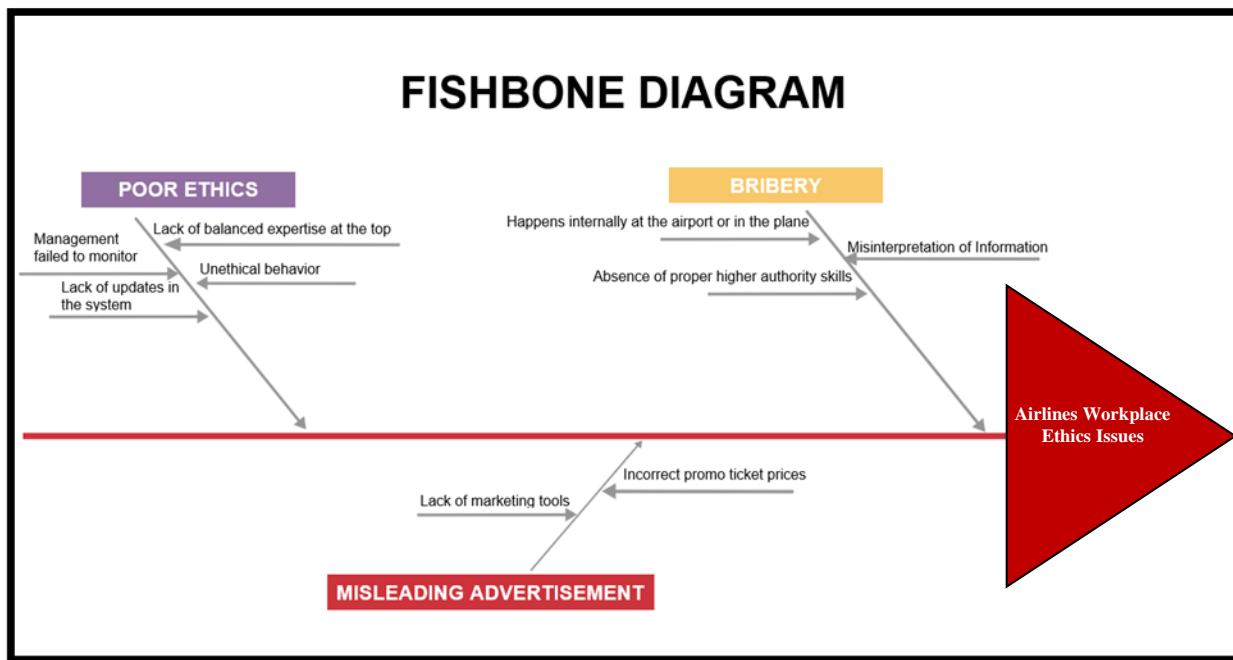 FISHBONE DIAGRAM
POOR ETHICS
Lack of balanced expertise at the top
Management
failed to monitor
Unethical behavior
Lack of updates in
the system
BRIBERY
Happens internally at the airport or in the plane
Misinterpretation of Information
Absence of proper higher authority skills
Airlines Workplace
Ethics Issues
Incorrect promo ticket prices
Lack of marketing tools
MISLEADING ADVERTISEMENT